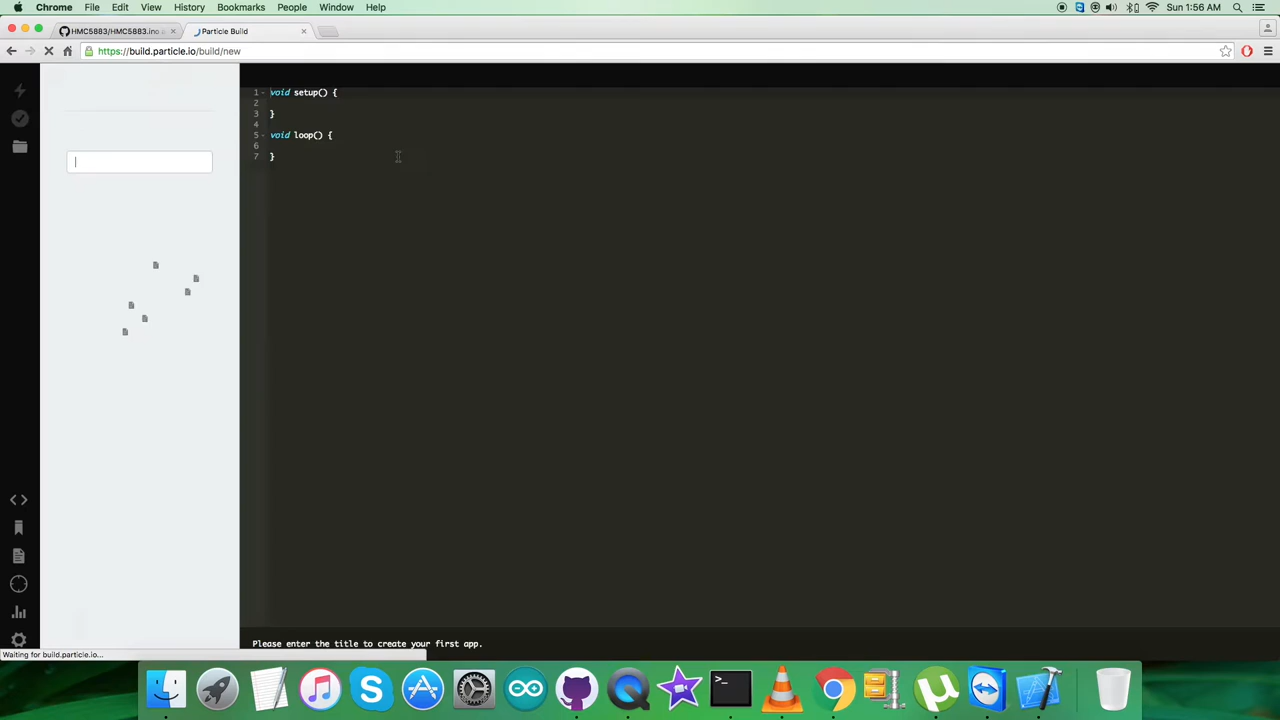 Chrome File Edit View History Bookmarks People Window Help Sun 1:56 AM
HMC5883/HMC5883.ino a Particle Build
https://build.particle.io/build/new
1 void setup() {
2
3 }
4
5 void loop() {
6
7 }
Please enter the title to create your first app.
Waiting for build.particle.io...